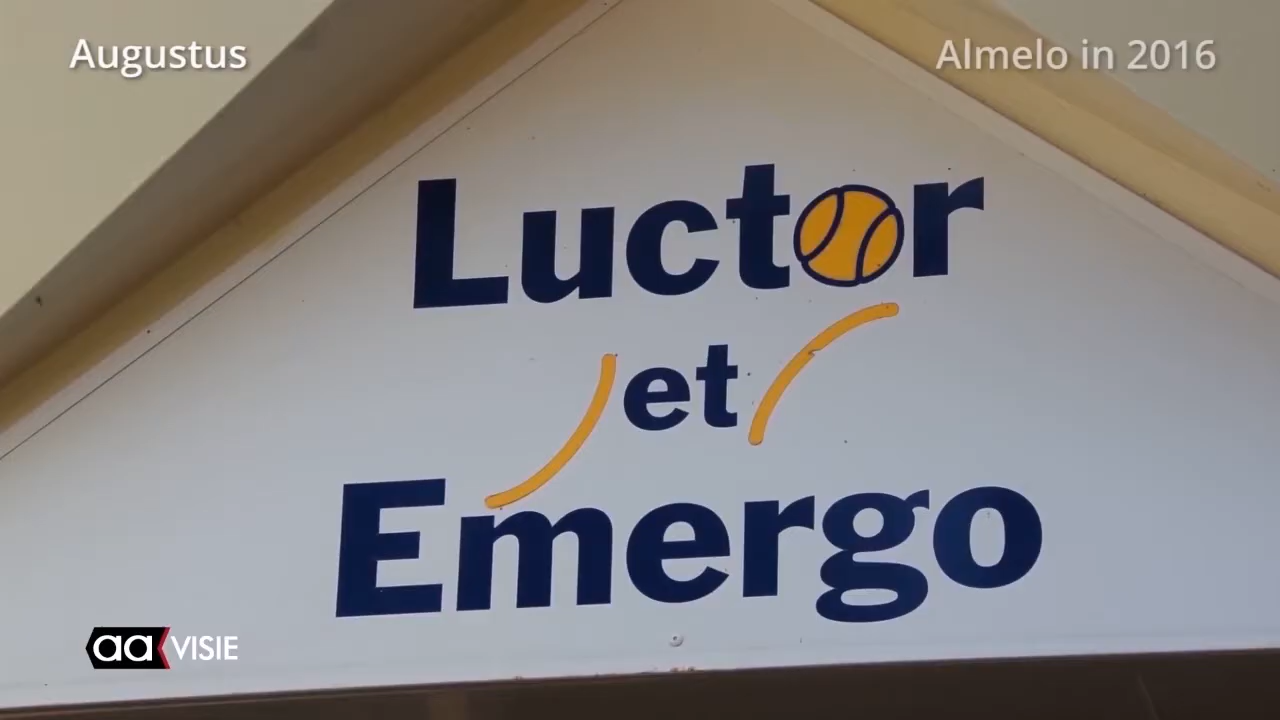 Augustus
Almelo in 2016
Luctor
et
Emergo
aa VISIE